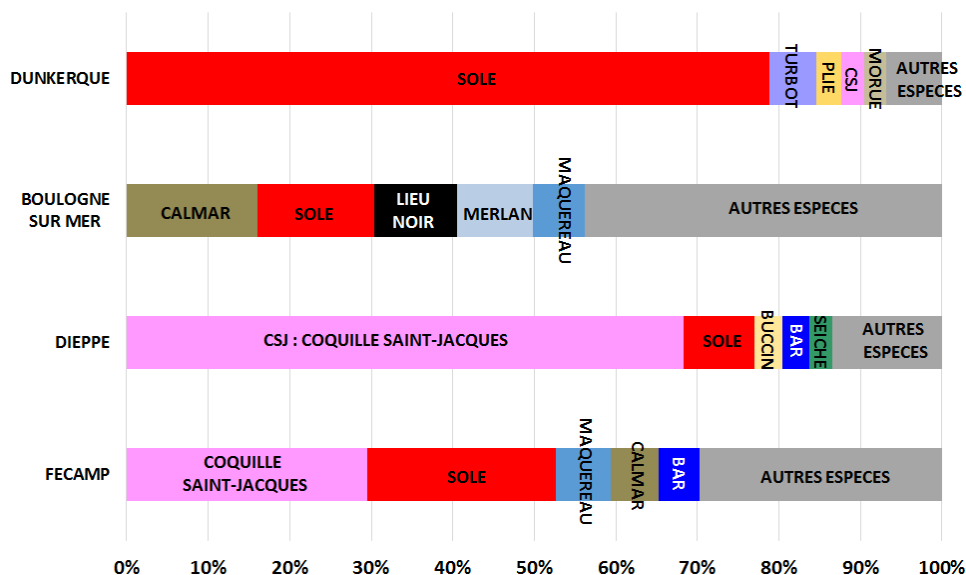 DUNKERQUE
SOLE
TURBOT
PLIE
CSJ
MORUE
AUTRES
ESPECES
BOULOGNE
SUR MER
CALMAR
SOLE
LIEU
NOIR
MERLAN
MAQUEREAU
AUTRES ESPECES
DIEPPE
CSJ : COQUILLE SAINT-JACQUES
SOLE
BUCCIN
BAR
SEICHE
AUTRES
ESPECES
FECAMP
COQUILLE
SAINT-JACQUES
SOLE
MAQUEREAU
CALMAR
BAR
AUTRES ESPECES
0% 10% 20% 30% 40% 50% 60% 70% 80% 90% 100%